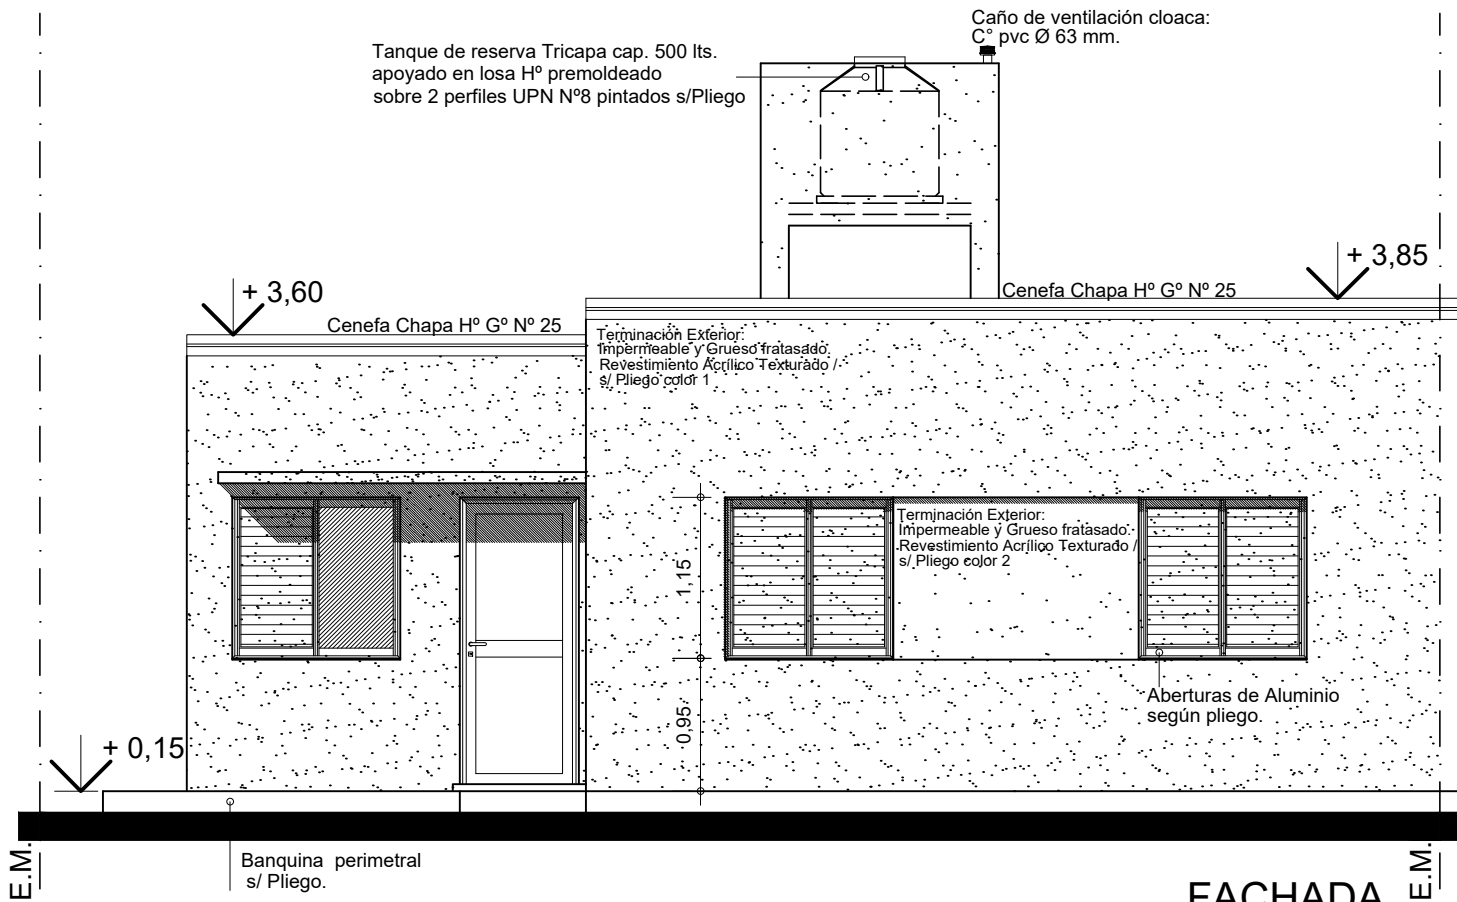 Caño de ventilación cloaca:
C° pvc Ø 63 mm.
Tanque de reserva Tricapa cap. 500 lts.
apoyado en losa Hº premoldeado
sobre 2 perfiles UPN Nº8 pintados s/Pliego
+ 3,85
+ 3,60
Cenefa Chapa Hº Gº Nº 25
Cenefa Chapa Hº Gº Nº 25
Terminación Exterior:
Impermeable y Grueso fratasado.
Revestimiento Acrílico Texturado /
s/ Pliego color 1
Terminación Exterior:
Impermeable y Grueso fratasado.
Revestimiento Acrílico Texturado /
s/ Pliego color 2
1,15
0,95
Aberturas de Aluminio
según pliego.
+ 0,15
Banquina perimetral
s/ Pliego.
E.M.
E.M.
FACHADA